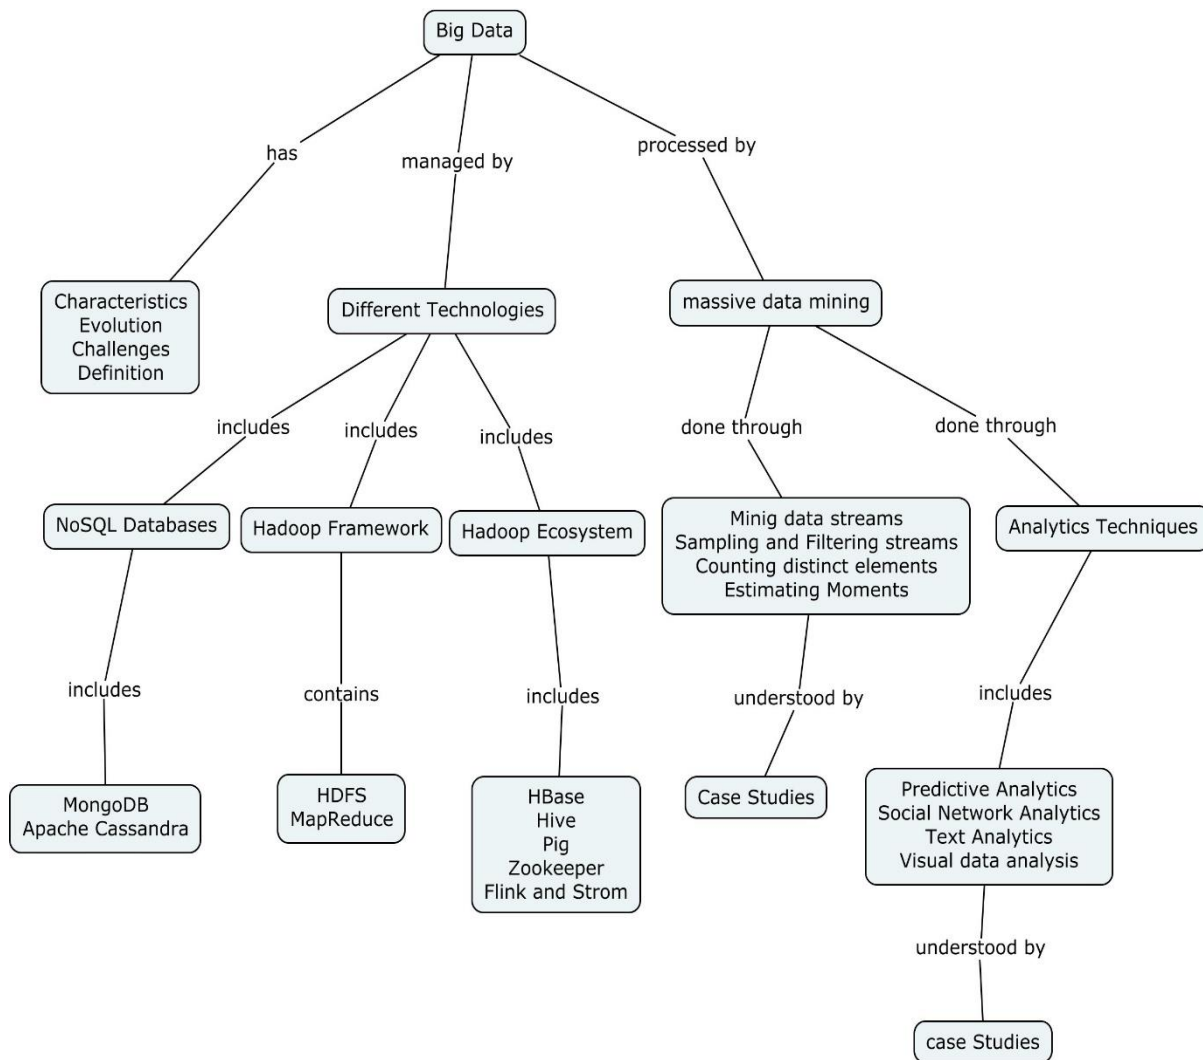 Big Data
has
managed by
processed by
Characteristics
Evolution
Challenges
Definition
Different Technologies
massive data mining
includes
includes
includes
done through
done through
NoSQL Databases
Hadoop Framework
Hadoop Ecosystem
Minig data streams
Sampling and Filtering streams
Counting distinct elements
Estimating Moments
Analytics Techniques
includes
contains
includes
understood by
includes
MongoDB
Apache Cassandra
HDFS
MapReduce
HBase
Hive
Pig
Zookeeper
Flink and Strom
Case Studies
Predictive Analytics
Social Network Analytics
Text Analytics
Visual data analysis
understood by
case Studies